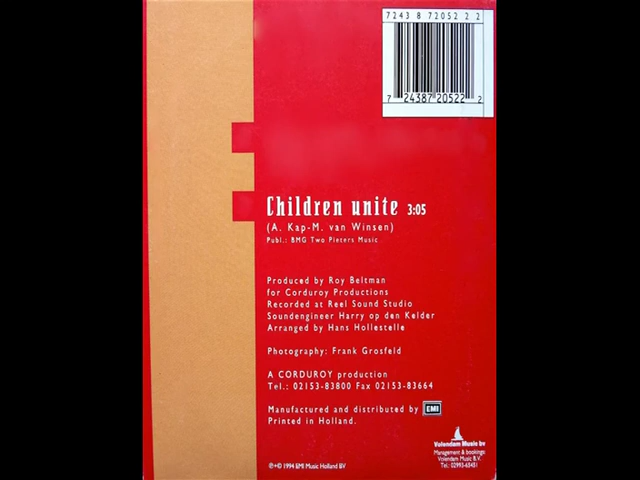 7243 8 72052 2 2
7 24387 20522 2
Children unite 3:05
(A. Kap-M. van Winsen)
Publ.: BMG Two Pieters Music
Produced by Roy Beltman
for Corduroy Productions
Recorded at Reel Sound Studio
Soundengineer Harry op den Kelder
Arranged by Hans Hollestelle
Photography: Frank Grosfeld
A CORDUROY production
Tel.: 02153-83800 Fax 02153-83664
Manufactured and distributed by EMI
Printed in Holland.
Volendam Music bv
Management & bookings:
Volendam Music B.V.
Tel.: 02993-65451
℗+© 1994 EMI Music Holland BV